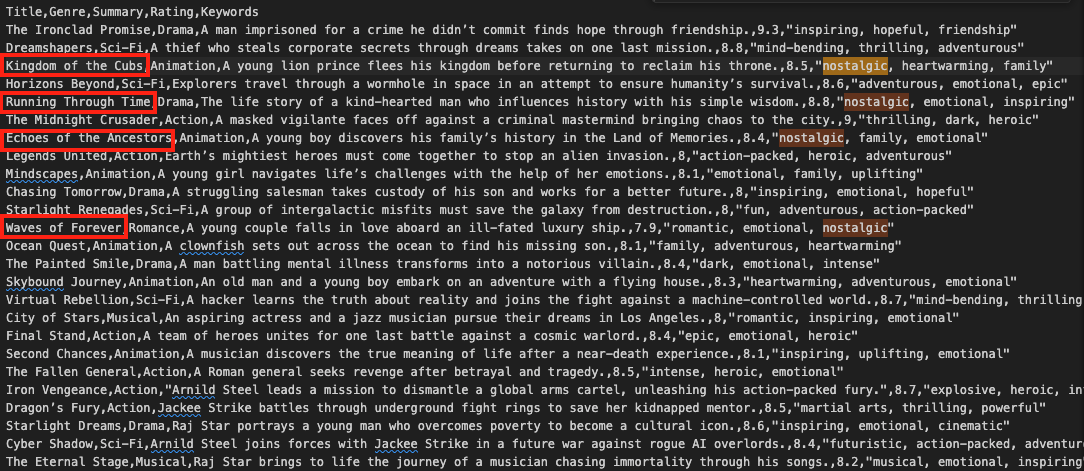 Title,Genre,Summary,Rating,Keywords
The Ironclad Promise,Drama,A man imprisoned for a crime he didn’t commit finds hope through friendship.,9.3,"inspiring, hopeful, friendship"
Dreamshapers,Sci-Fi,A thief who steals corporate secrets through dreams takes on one last mission.,8.8,"mind-bending, thrilling, adventurous"
Kingdom of the Cubs,Animation,A young lion prince flees his kingdom before returning to reclaim his throne.,8.5,"nostalgic, heartwarming, family"
Horizons Beyond,Sci-Fi,Explorers travel through a wormhole in space in an attempt to ensure humanity’s survival.,8.6,"adventurous, emotional, epic"
Running Through Time,Drama,The life story of a kind-hearted man who influences history with his simple wisdom.,8.8,"nostalgic, emotional, inspiring"
The Midnight Crusader,Action,A masked vigilante faces off against a criminal mastermind bringing chaos to the city.,9,"thrilling, dark, heroic"
Echoes of the Ancestors,Animation,A young boy discovers his family’s history in the Land of Memories.,8.4,"nostalgic, family, emotional"
Legends United,Action,Earth’s mightiest heroes must come together to stop an alien invasion.,8,"action-packed, heroic, adventurous"
Mindscapes,Animation,A young girl navigates life’s challenges with the help of her emotions.,8.1,"emotional, family, uplifting"
Chasing Tomorrow,Drama,A struggling salesman takes custody of his son and works for a better future.,8,"inspiring, emotional, hopeful"
Starlight Renegades,Sci-Fi,A group of intergalactic misfits must save the galaxy from destruction.,8,"fun, adventurous, action-packed"
Waves of Forever,Romance,A young couple falls in love aboard an ill-fated luxury ship.,7.9,"romantic, emotional, nostalgic"
Ocean Quest,Animation,A clownfish sets out across the ocean to find his missing son.,8.1,"family, adventurous, heartwarming"
The Painted Smile,Drama,A man battling mental illness transforms into a notorious villain.,8.4,"dark, emotional, intense"
Skybound Journey,Animation,An old man and a young boy embark on an adventure with a flying house.,8.3,"heartwarming, adventurous, emotional"
Virtual Rebellion,Sci-Fi,A hacker learns the truth about reality and joins the fight against a machine-controlled world.,8.7,"mind-bending, thrilling
City of Stars,Musical,An aspiring actress and a jazz musician pursue their dreams in Los Angeles.,8,"romantic, inspiring, emotional"
Final Stand,Action,A team of heroes unites for one last battle against a cosmic warlord.,8.4,"epic, emotional, heroic"
Second Chances,Animation,A musician discovers the true meaning of life after a near-death experience.,8.1,"inspiring, uplifting, emotional"
The Fallen General,Action,A Roman general seeks revenge after betrayal and tragedy.,8.5,"intense, heroic, emotional"
Iron Vengeance,Action,"Arnild Steel leads a mission to dismantle a global arms cartel, unleashing his action-packed fury.",8.7,"explosive, heroic, in
Dragon’s Fury,Action,Jackee Strike battles through underground fight rings to save her kidnapped mentor.,8.5,"martial arts, thrilling, powerful"
Starlight Dreams,Drama,Raj Star portrays a young man who overcomes poverty to become a cultural icon.,8.6,"inspiring, emotional, cinematic"
Cyber Shadow,Sci-Fi,Arnild Steel joins forces with Jackee Strike in a future war against rogue AI overlords.,8.4,"futuristic, action-packed, adventur
The Eternal Stage,Musical,Raj Star brings to life the journey of a musician chasing immortality through his songs.,8.2,"musical, emotional, inspiring